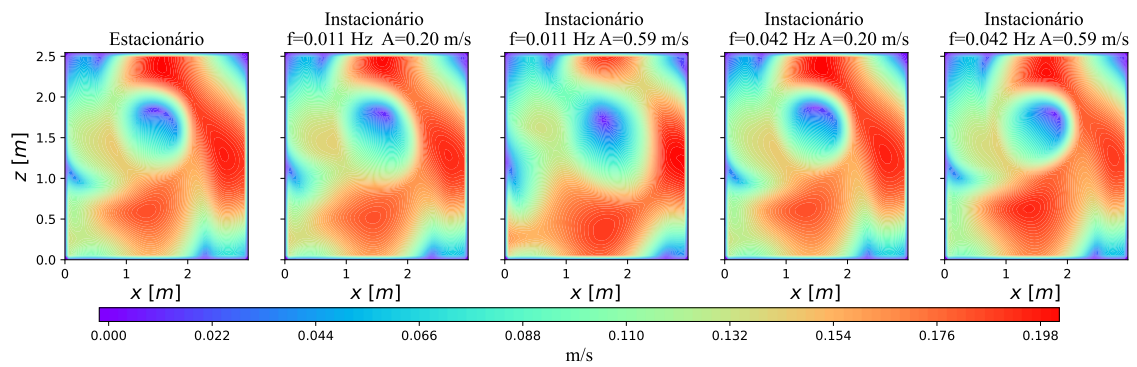 Estacionário
Instacionário
f=0.011 Hz  A=0.20 m/s
Instacionário
f=0.011 Hz A=0.59 m/s
Instacionário
f=0.042 Hz A=0.20 m/s
Instacionário
f=0.042 Hz A=0.59 m/s
z [m]
2.5
2.0
1.5
1.0
0.5
0.0
0 1 2
0 1 2
0 1 2
0 1 2
0 1 2
x [m]
x [m]
x [m]
x [m]
x [m]
0.000 0.022 0.044 0.066 0.088 0.110 0.132 0.154 0.176 0.198
m/s